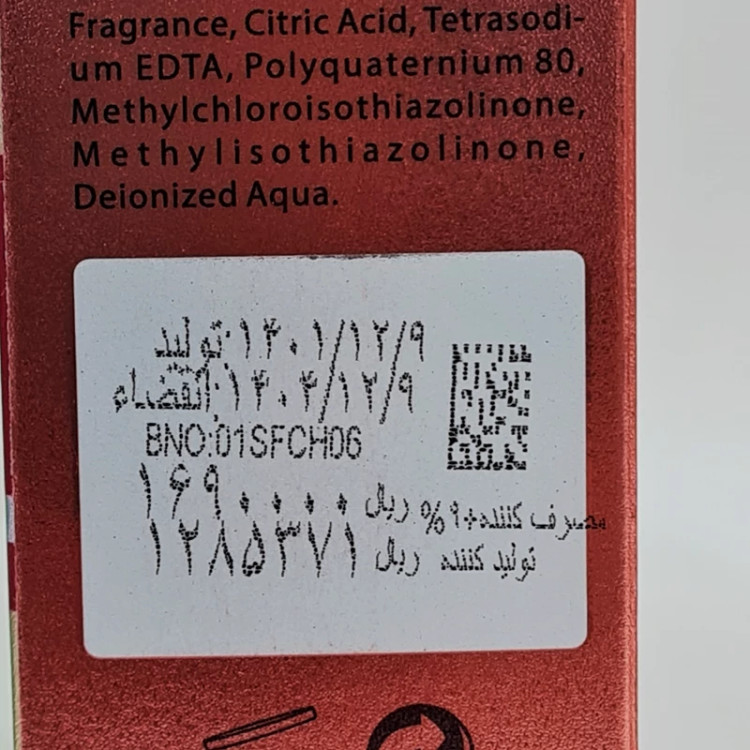 Fragrance, Citric Acid, Tetrasodi-
um EDTA, Polyquaternium 80,
Methylchloroisothiazolinone,
Methylisothiazolinone,
Deionized Aqua.
تولید:۱۴۰۱/۱۲/۹
انقضاء:۱۴۰۴/۱۲/۹
BNO:01SFCH06
۱۶۹۰۰۰۰ ریال مصرف کننده+۹%
۱۲۸۵۳۷۱ ریال تولید کننده